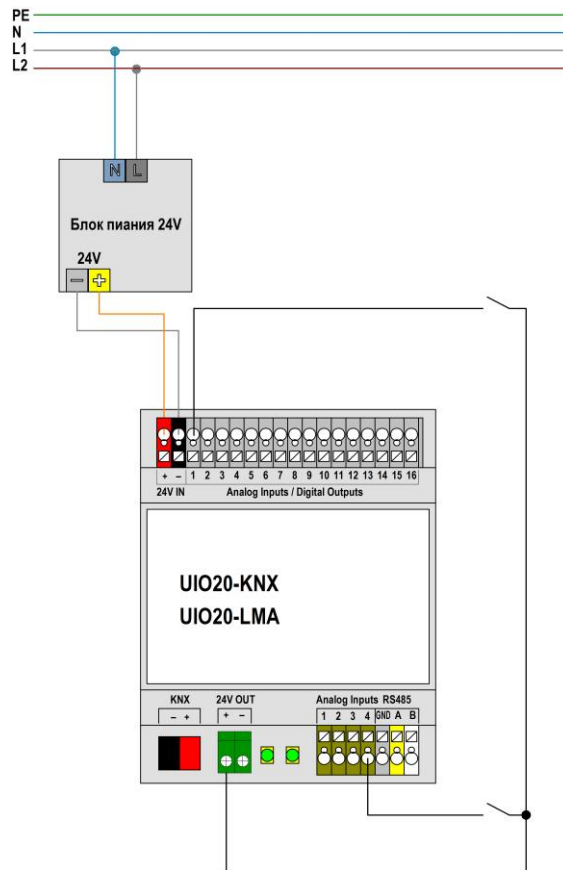 PE
N
L1
L2
N L
Блок пиания 24V
24V
– +
+ – 1 2 3 4 5 6 7 8 9 10 11 12 13 14 15 16
24V IN Analog Inputs / Digital Outputs
UIO20-KNX
UIO20-LMA
KNX 24V OUT Analog Inputs RS485
– + + – 1 2 3 4 GND A B